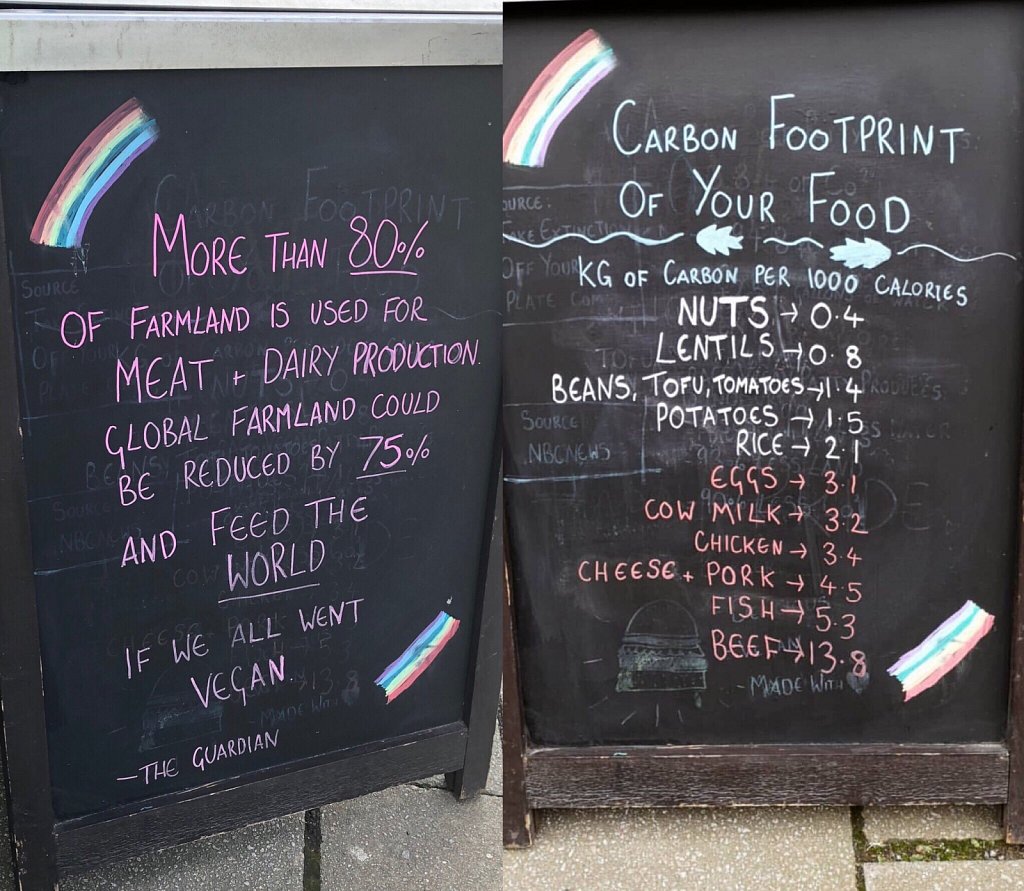 MORE THAN 80%
OF FARMLAND IS USED FOR
MEAT + DAIRY PRODUCTION.
GLOBAL FARMLAND COULD
BE REDUCED BY 75%
AND FEED THE
WORLD
IF WE ALL WENT
VEGAN
- THE GUARDIAN
CARBON FOOTPRINT
OF YOUR FOOD
KG OF CARBON PER 1000 CALORIES
NUTS → 0.4
LENTILS → 0.8
BEANS, TOFU, TOMATOES → 1.4
POTATOES → 1.5
RICE → 2.1
EGGS → 3.1
COW MILK → 3.2
CHICKEN → 3.4
CHEESE + PORK → 4.5
FISH → 5.3
BEEF → 13.8
- MADE WITH
SOURCE
NBCNEWS